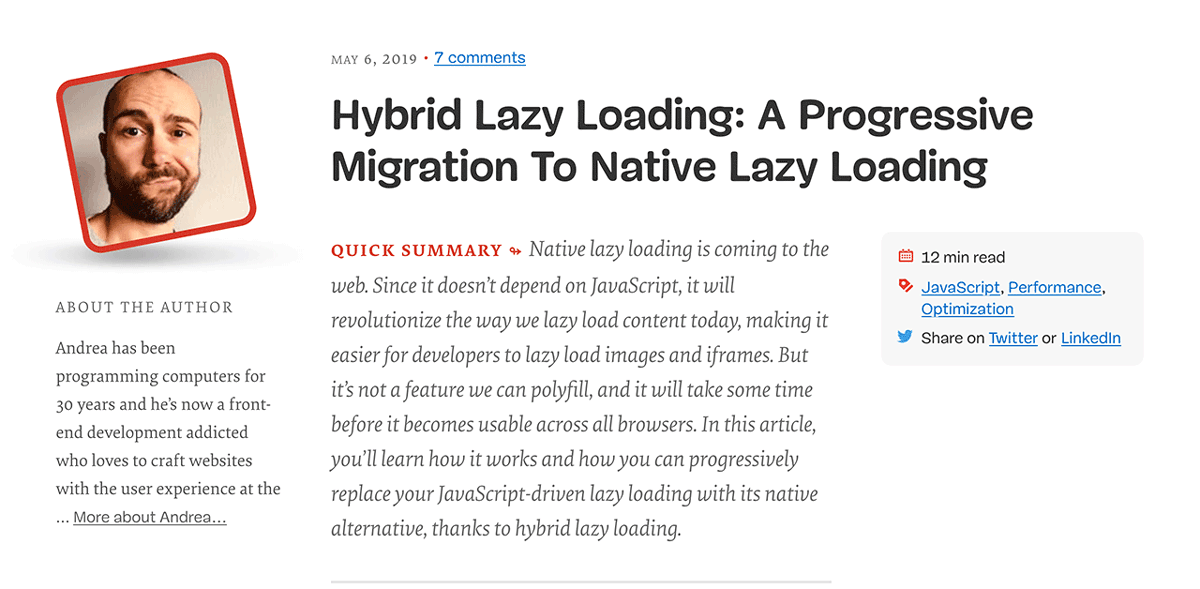 MAY 6, 2019 • 7 comments
Hybrid Lazy Loading: A Progressive
Migration To Native Lazy Loading
QUICK SUMMARY ↬ Native lazy loading is coming to the
web. Since it doesn’t depend on JavaScript, it will
revolutionize the way we lazy load content today, making it
easier for developers to lazy load images and iframes. But
it’s not a feature we can polyfill, and it will take some time
before it becomes usable across all browsers. In this article,
you’ll learn how it works and how you can progressively
replace your JavaScript-driven lazy loading with its native
alternative, thanks to hybrid lazy loading.
12 min read
JavaScript, Performance,
Optimization
Share on Twitter or LinkedIn
ABOUT THE AUTHOR
Andrea has been
programming computers for
30 years and he’s now a front-
end development addicted
who loves to craft websites
with the user experience at the
... More about Andrea...